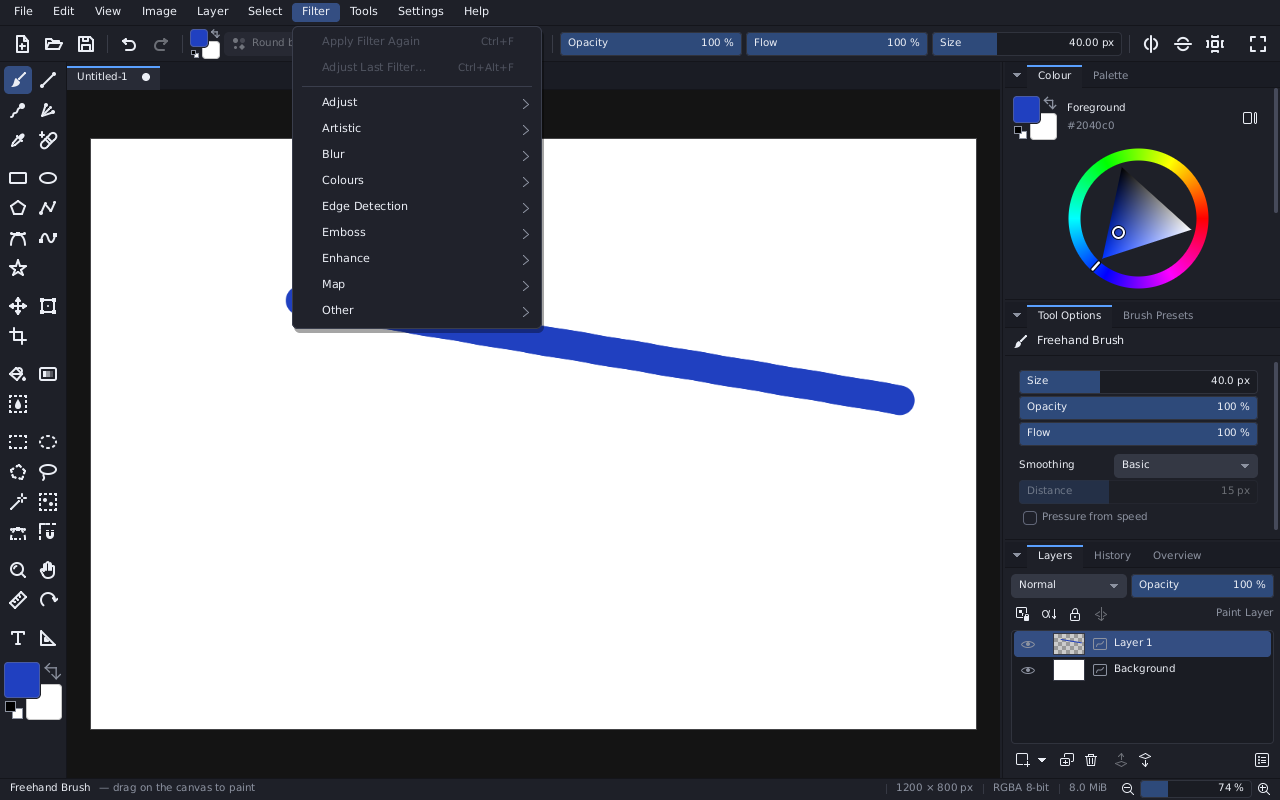 File Edit View Image Layer Select Filter Tools Settings Help
Round Opacity 100 % Flow 100 % Size 40.00 px
Untitled-1
Apply Filter Again Ctrl+F
Adjust Last Filter... Ctrl+Alt+F
Adjust
Artistic
Blur
Colours
Edge Detection
Emboss
Enhance
Map
Other
Colour Palette
Foreground
#2040c0
Tool Options Brush Presets
Freehand Brush
Size 40.0 px
Opacity 100 %
Flow 100 %
Smoothing Basic
Distance 15 px
Pressure from speed
Layers History Overview
Normal Opacity 100 %
Paint Layer
Layer 1
Background
Freehand Brush — drag on the canvas to paint 1200 × 800 px RGBA 8-bit 8.0 MiB 74 %